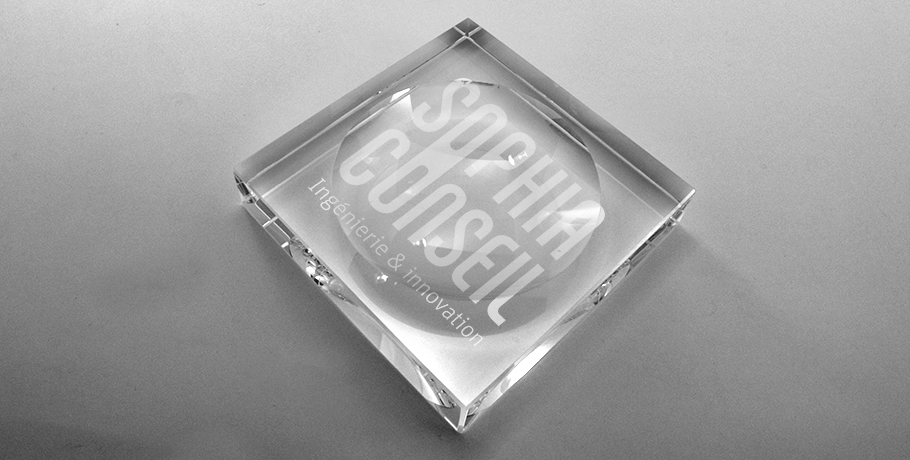 SOPHIA
CONSEIL
Ingénierie & innovation